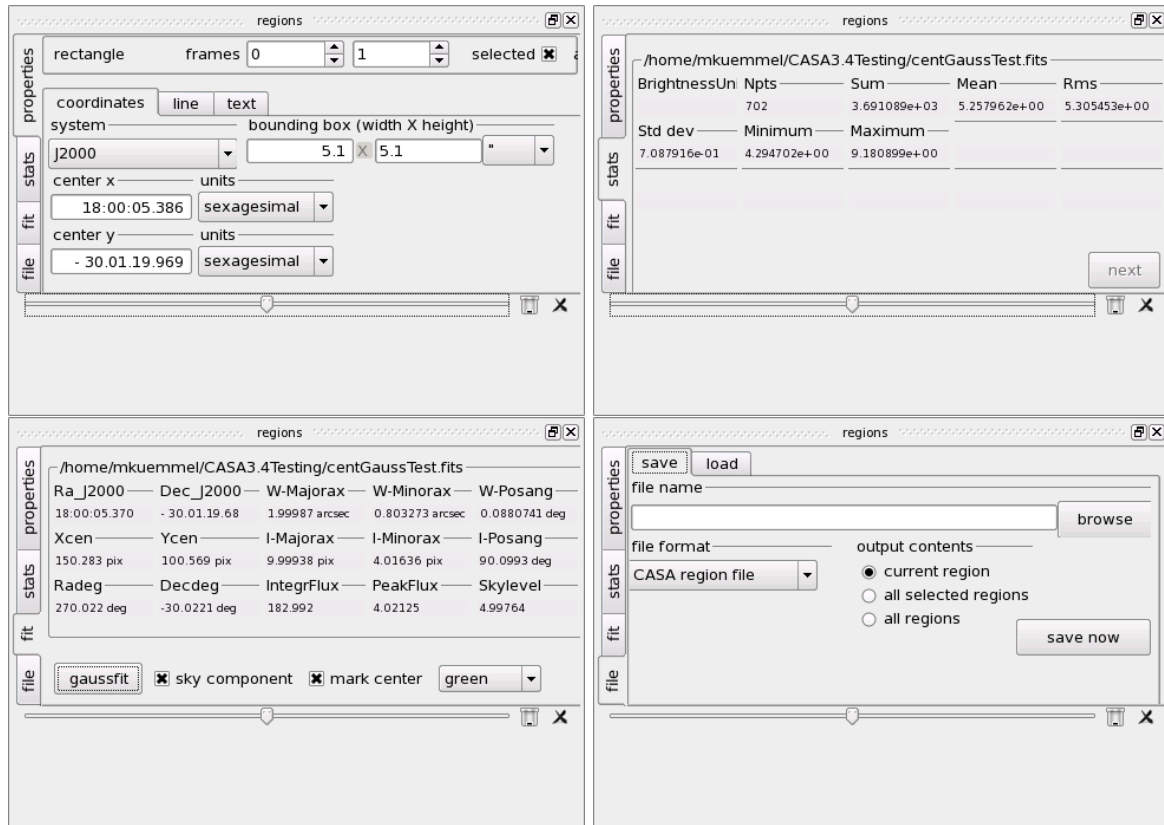 regions
properties
stats
fit
file
rectangle frames 0 1 selected
coordinates line text
system bounding box (width X height)
J2000 5.1 X 5.1 "
center x units
18:00:05.386 sexagesimal
center y units
- 30.01.19.969 sexagesimal
regions
properties
stats
fit
file
/home/mkuemmel/CASA3.4Testing/centGaussTest.fits
BrightnessUni Npts Sum Mean Rms
702 3.691089e+03 5.257962e+00 5.305453e+00
Std dev Minimum Maximum
7.087916e-01 4.294702e+00 9.180899e+00
next
regions
properties
stats
fit
file
/home/mkuemmel/CASA3.4Testing/centGaussTest.fits
Ra_J2000 Dec_J2000 W-Majorax W-Minorax W-Posang
18:00:05.370 - 30.01.19.68 1.99987 arcsec 0.803273 arcsec 0.0880741 deg
Xcen Ycen I-Majorax I-Minorax I-Posang
150.283 pix 100.569 pix 9.99938 pix 4.01636 pix 90.0993 deg
Radeg Decdeg IntegrFlux PeakFlux Skylevel
270.022 deg -30.0221 deg 182.992 4.02125 4.99764
gaussfit sky component mark center green
regions
properties
stats
fit
file
save load
file name
browse
file format output contents
CASA region file current region
all selected regions
all regions
save now